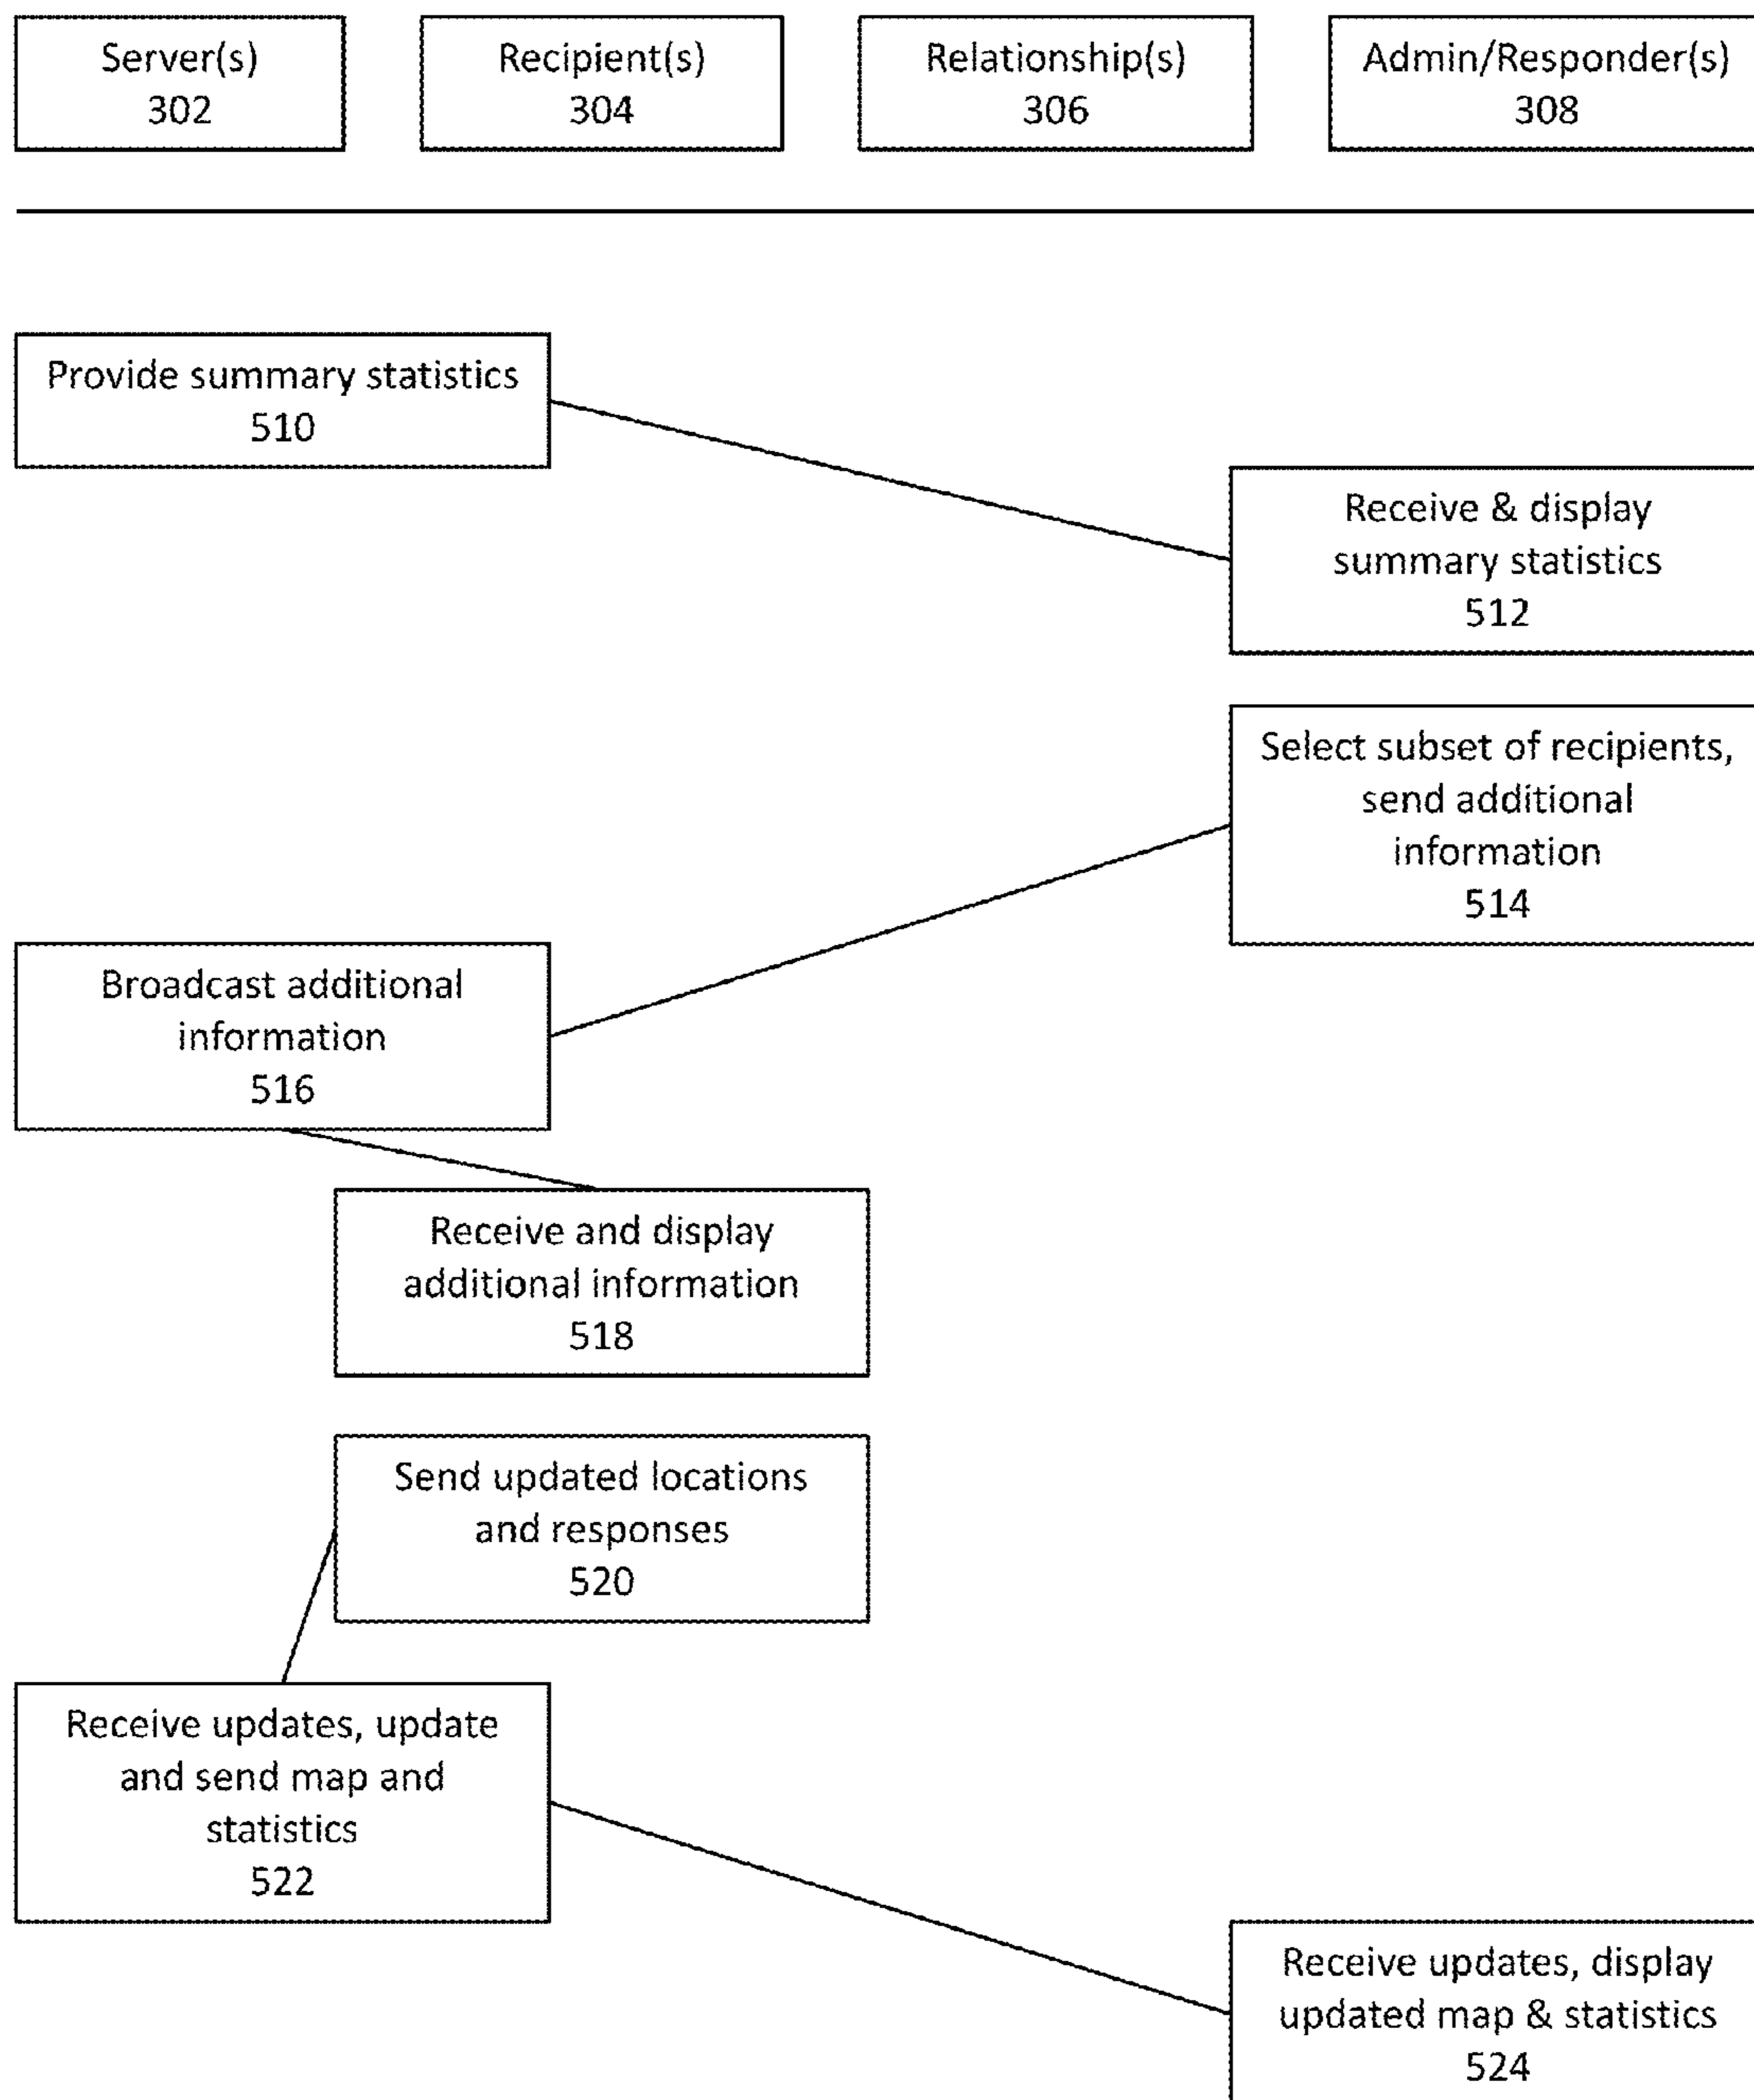 Server(s)
302
Recipient(s)
304
Relationship(s)
306
Admin/Responder(s)
308
Provide summary statistics
510
Receive & display
summary statistics
512
Select subset of recipients,
send additional
information
514
Broadcast additional
information
516
Receive and display
additional information
518
Send updated locations
and responses
520
Receive updates, update
and send map and
statistics
522
Receive updates, display
updated map & statistics
524